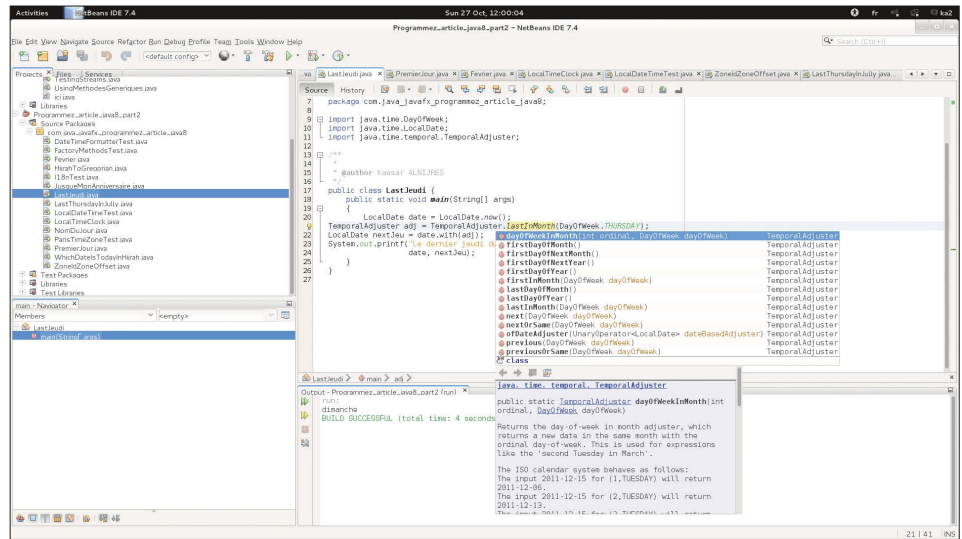 Activities
NetBeans IDE 7.4
Sun 27 Oct, 12:00:04
fr
ka2
Programmez_article_java8_part2 - NetBeans IDE 7.4
File Edit View Navigate Source Refactor Run Debug Profile Team Tools Window Help
Search (Ctrl+I)
<default config>
Projects × Files Services
TestingStreams.java
UsingMethodesGeneriques.java
ici.java
Libraries
Programmez_article_java8_part2
Source Packages
com.java_javafx_programmez_article_java8
DateTimeFormatterTest.java
FactoryMethodsTest.java
Fevrier.java
HijrahToGregorian.java
I18nTest.java
JusqueMonAnniversaire.java
LastJeudi.java
LastThursdayInJully.java
LocalDateTimeTest.java
LocalTimeClock.java
NomDuJour.java
ParisTimeZoneTest.java
PremierJour.java
WhichDateIsTodayInHijrah.java
ZoneIdZoneOffset.java
Test Packages
Libraries
Test Libraries
main - Navigator ×
Members
<empty>
LastJeudi
main(String[] args)
va LastJeudi.java × PremierJour.java × Fevrier.java × LocalTimeClock.java × LocalDateTimeTest.java × ZoneIdZoneOffset.java × LastThursdayInJully.java...
Source History
7 package com.java_javafx_programmez_article_java8;
8
9 import java.time.DayOfWeek;
10 import java.time.LocalDate;
11 import java.time.temporal.TemporalAdjuster;
12
13 /**
14 *
15 * @author Kaesar ALNIJRES
16 */
17 public class LastJeudi {
18 public static void main(String[] args)
19 {
20 LocalDate date = LocalDate.now();
TemporalAdjuster adj = TemporalAdjuster.lastInMonth(DayOfWeek.THURSDAY);
22 LocalDate nextJeu = date.with(adj);
23 System.out.printf("Le dernier jeudi d
24 date, nextJeu);
25 }
26 }
27
dayOfWeekInMonth(int ordinal, DayOfWeek dayOfWeek) TemporalAdjuster
firstDayOfMonth() TemporalAdjuster
firstDayOfNextMonth() TemporalAdjuster
firstDayOfNextYear() TemporalAdjuster
firstDayOfYear() TemporalAdjuster
firstInMonth(DayOfWeek dayOfWeek) TemporalAdjuster
lastDayOfMonth() TemporalAdjuster
lastDayOfYear() TemporalAdjuster
lastInMonth(DayOfWeek dayOfWeek) TemporalAdjuster
next(DayOfWeek dayOfWeek) TemporalAdjuster
nextOrSame(DayOfWeek dayOfWeek) TemporalAdjuster
ofDateAdjuster(UnaryOperator<LocalDate> dateBasedAdjuster) TemporalAdjuster
previous(DayOfWeek dayOfWeek) TemporalAdjuster
previousOrSame(DayOfWeek dayOfWeek) TemporalAdjuster
class
LastJeudi main adj
Output - Programmez_article_java8_part2 (run) ×
run:
dimanche
BUILD SUCCESSFUL (total time: 4 seconds
java. time. temporal. TemporalAdjuster
public static TemporalAdjuster dayOfWeekInMonth(int
ordinal, DayOfWeek dayOfWeek)
Returns the day-of-week in month adjuster, which
returns a new date in the same month with the
ordinal day-of-week. This is used for expressions
like the 'second Tuesday in March'.
The ISO calendar system behaves as follows:
The input 2011-12-15 for (1,TUESDAY) will return
2011-12-06.
The input 2011-12-15 for (2,TUESDAY) will return
2011-12-13.
21 | 41 INS